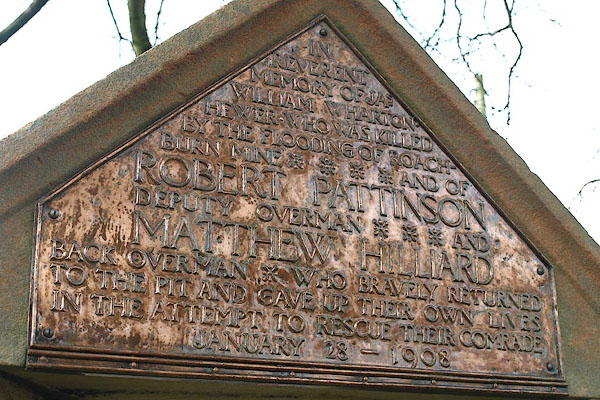 IN
REVERENT
MEMORY OF JAS
WILLIAM WHARTON
HEWER · WHO WAS KILLED
BY THE FLOODING OF ROACH
BURN MINE ❋ ❋ ❋ ❋ AND OF
ROBERT PATTINSON
DEPUTY OVERMAN ❋ ❋ ❋ AND
MATTHEW HILLIARD
BACK OVERMAN ❋ WHO BRAVELY RETURNED
TO THE PIT AND GAVE UP THEIR OWN LIVES
IN THE ATTEMPT TO RESCUE THEIR COMRADE
JANUARY 28 — 1908